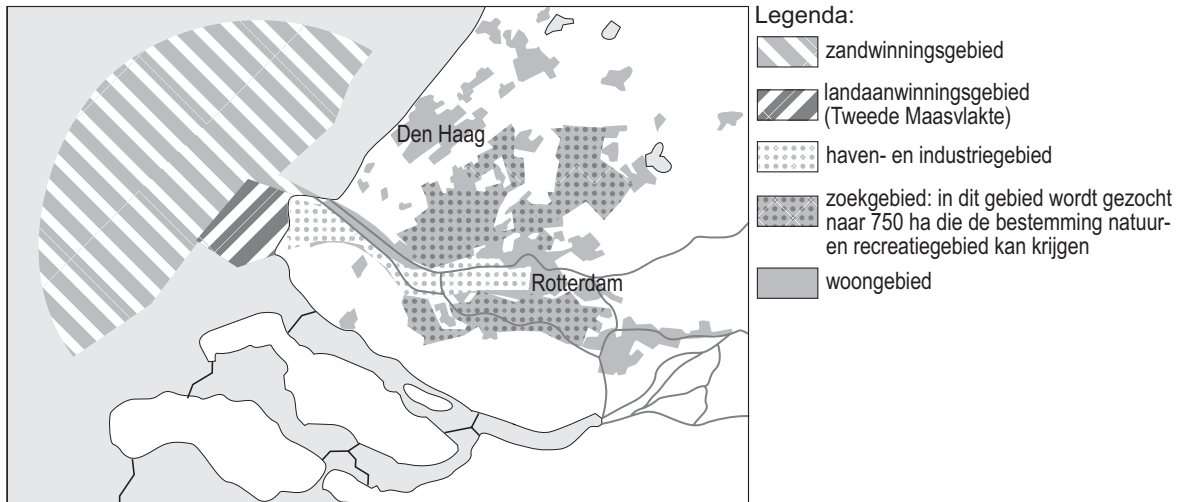 Legenda:
zandwinningsgebied
landaanwinningsgebied
(Tweede Maasvlakte)
haven- en industriegebied
zoekgebied: in dit gebied wordt gezocht
naar 750 ha die de bestemming natuur-
en recreatiegebied kan krijgen
woongebied
Den Haag
Rotterdam